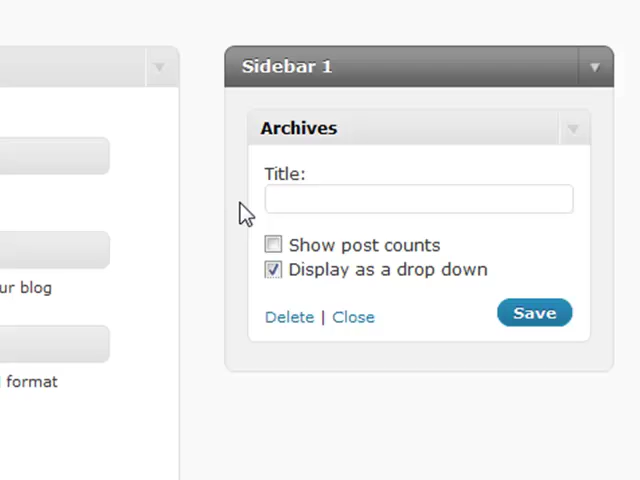 Sidebar 1
Archives
Title:
Show post counts
Display as a drop down
Delete | Close
Save
ur blog
format